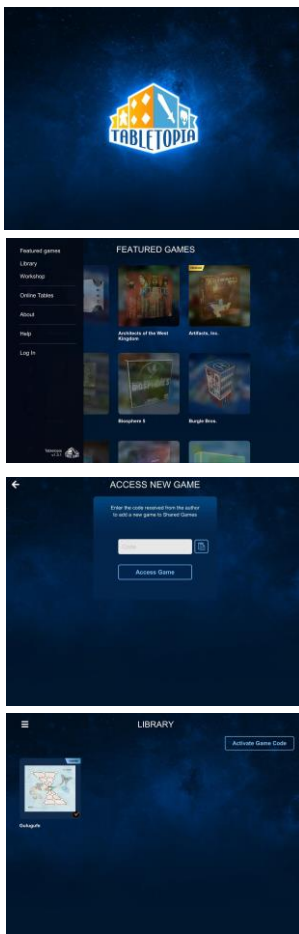 TABLETOPIA
Featured games
Library
Workshop
Online Tables
About
Help
Log In
FEATURED GAMES
Architects of the West
Kingdom
Artifacts, Inc.
Biosphere 5
Burgle Bros.
ACCESS NEW GAME
Enter the code received from the author
to add a new game to Shared Games
Code
Access Game
LIBRARY
Activate Game Code
Gulugufe